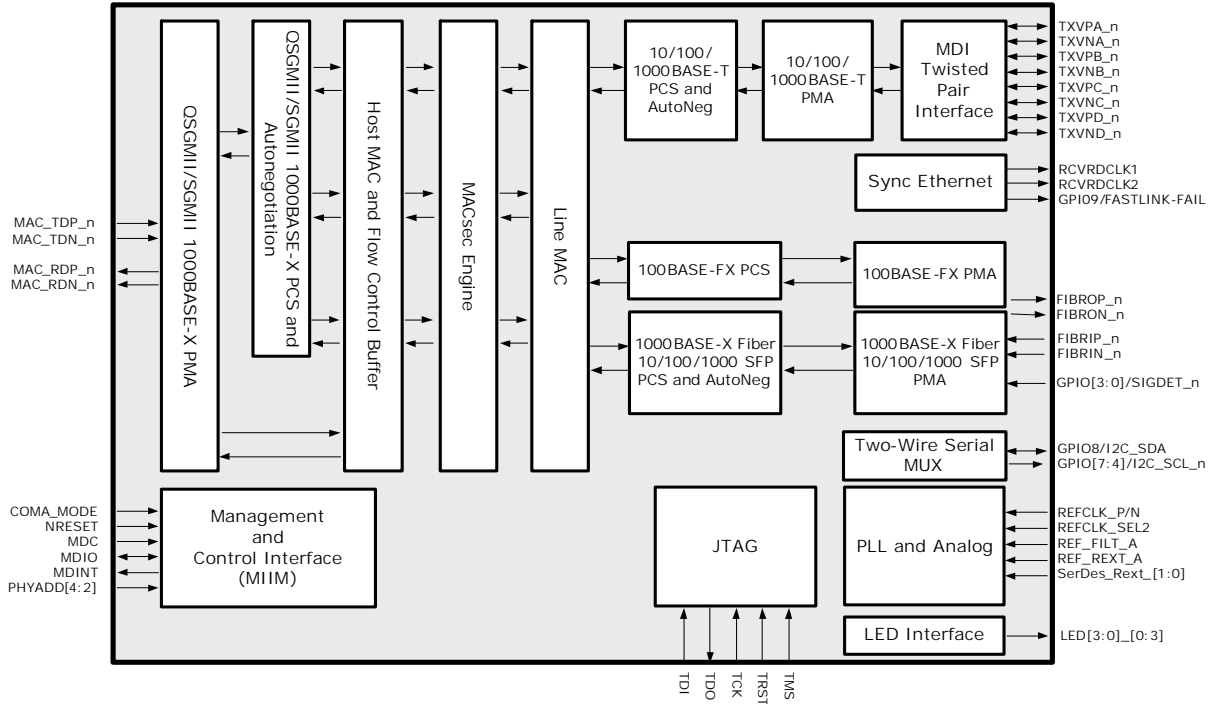 MAC_TDP_n
MAC_TDN_n
MAC_RDP_n
MAC_RDN_n
COMA_MODE
NRESET
MDC
MDIO
MDINT
PHYADD[4:2]
QSGMII/SGMII 1000BASE-X PMA
QSGMII/SGMII 1000BASE-X PCS and
Autonegotiation
Host MAC and Flow Control Buffer
MACsec Engine
Line MAC
10/100/
1000BASE-T
PCS and
AutoNeg
10/100/
1000BASE-T
PMA
MDI
Twisted
Pair
Interface
TXVPA_n
TXVNA_n
TXVPB_n
TXVNB_n
TXVPC_n
TXVNC_n
TXVPD_n
TXVND_n
Sync Ethernet
RCVRDCLK1
RCVRDCLK2
GPIO9/FASTLINK-FAIL
100BASE-FX PCS
100BASE-FX PMA
FIBROP_n
FIBRON_n
1000BASE-X Fiber
10/100/1000 SFP
PCS and AutoNeg
1000BASE-X Fiber
10/100/1000 SFP
PMA
FIBRIP_n
FIBRIN_n
GPIO[3:0]/SIGDET_n
Two-Wire Serial
MUX
GPIO8/I2C_SDA
GPIO[7:4]/I2C_SCL_n
Management
and
Control Interface
(MIIM)
JTAG
PLL and Analog
REFCLK_P/N
REFCLK_SEL2
REF_FILT_A
REF_REXT_A
SerDes_Rext_[1:0]
LED Interface
LED[3:0]_[0:3]
TDI
TDO
TCK
TRST
TMS